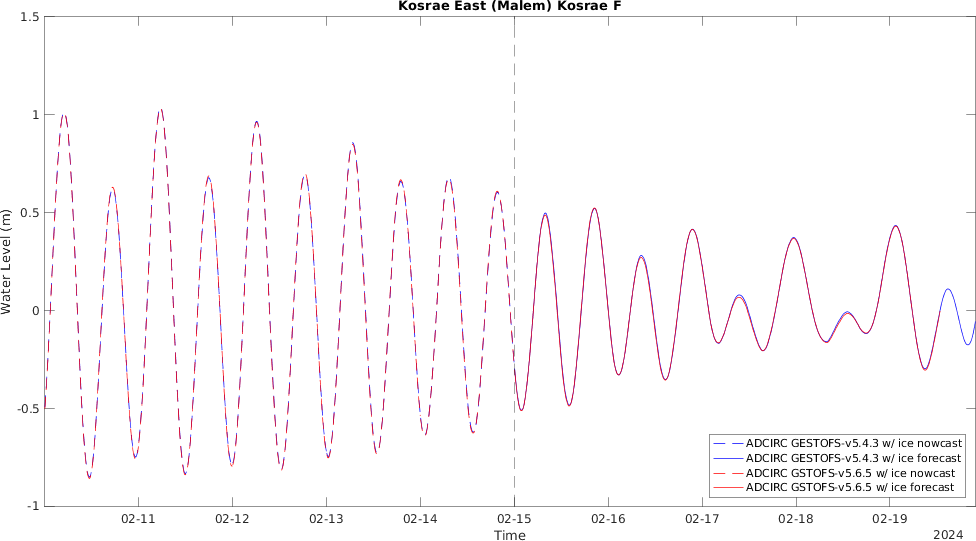 Kosrae East (Malem) Kosrae F
1.5
1
0.5
0
-0.5
-1
Water Level (m)
ADCIRC GESTOFS-v5.4.3 w/ ice nowcast
ADCIRC GESTOFS-v5.4.3 w/ ice forecast
ADCIRC GSTOFS-v5.6.5 w/ ice nowcast
ADCIRC GSTOFS-v5.6.5 w/ ice forecast
02-11 02-12 02-13 02-14 02-15 02-16 02-17 02-18 02-19
Time
2024